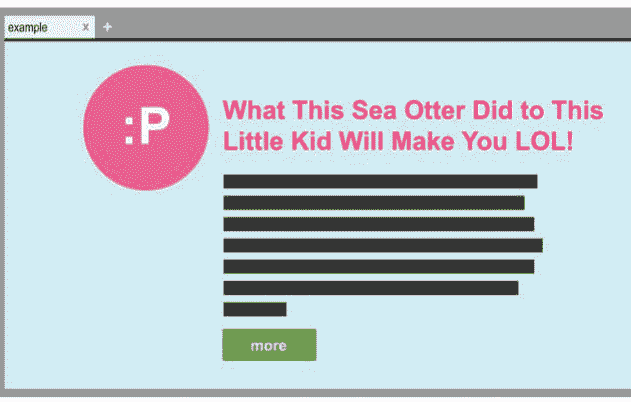 example x +
:P
What This Sea Otter Did to This
Little Kid Will Make You LOL!
more